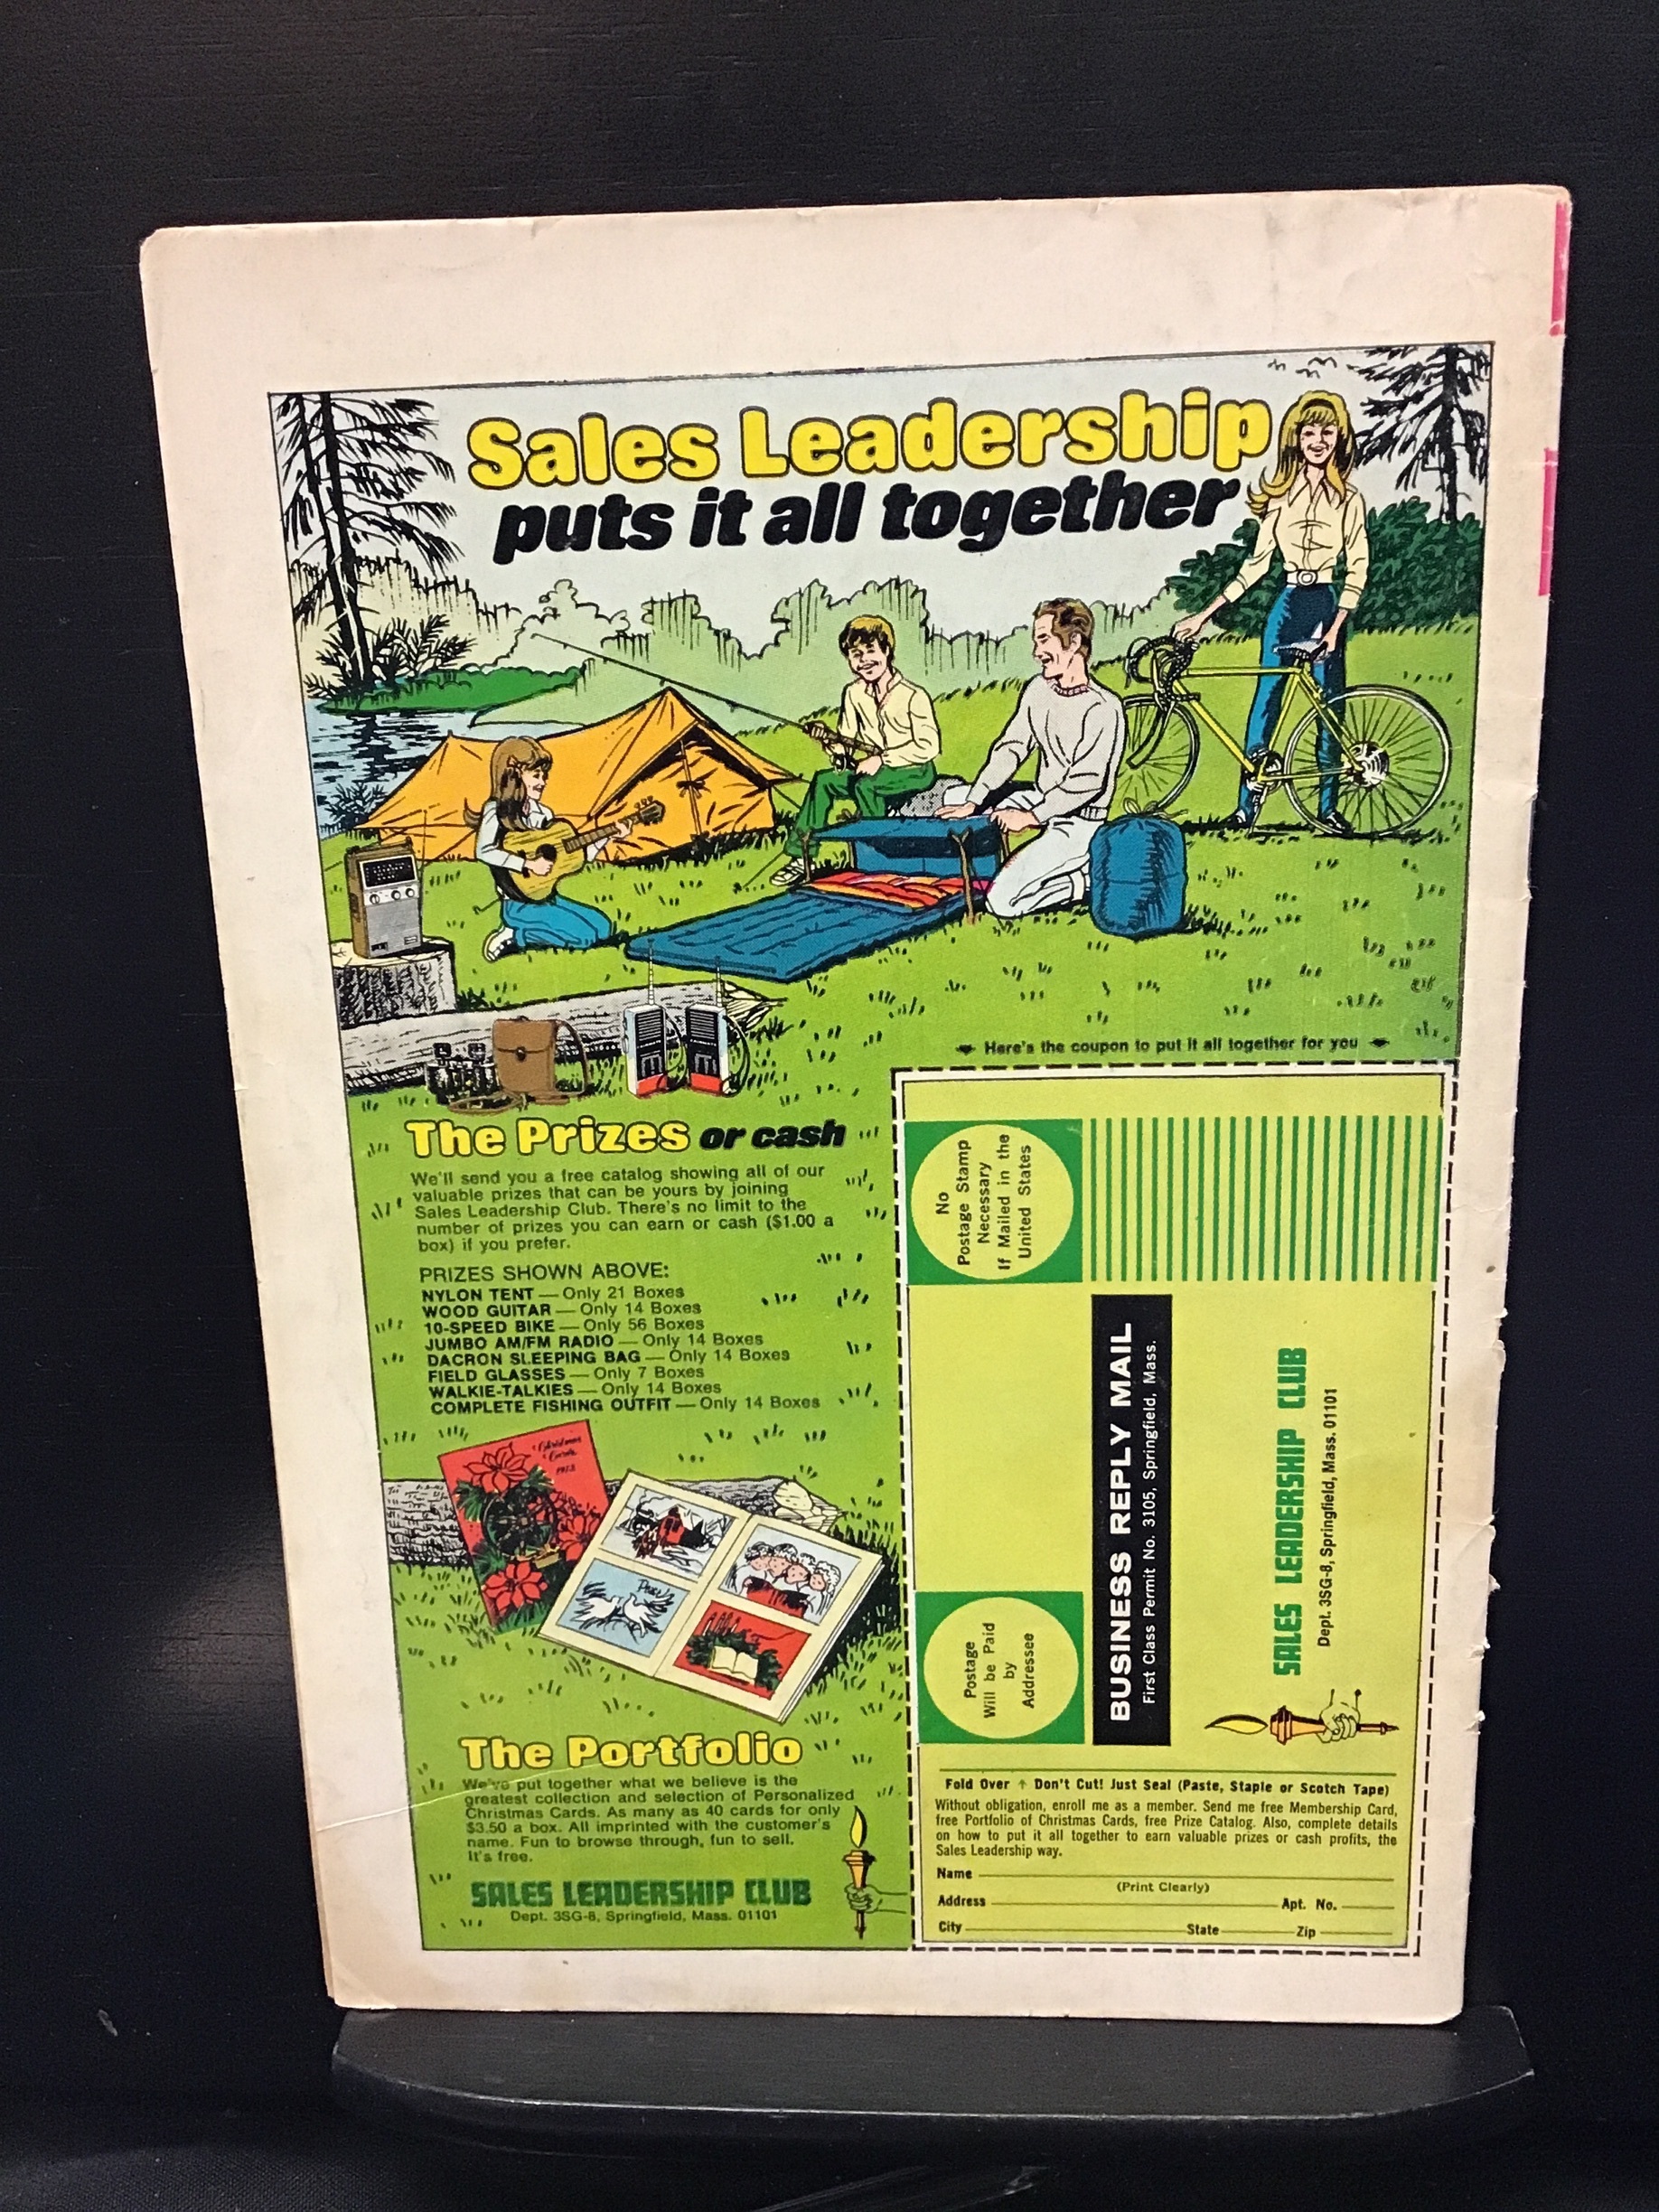 Sales Leadership
puts it all together
Here's the coupon to put it all together for you
The Prizes or cash
We'll send you a free catalog showing all of our
valuable prizes that can be yours by joining
Sales Leadership Club. There's no limit to the
number of prizes you can earn or cash ($1.00 a
box) if you prefer.
PRIZES SHOWN ABOVE:
NYLON TENT — Only 21 Boxes
WOOD GUITAR — Only 14 Boxes
10-SPEED BIKE — Only 56 Boxes
JUMBO AM/FM RADIO — Only 14 Boxes
DACRON SLEEPING BAG — Only 14 Boxes
FIELD GLASSES — Only 7 Boxes
WALKIE-TALKIES — Only 14 Boxes
COMPLETE FISHING OUTFIT — Only 14 Boxes
Christmas
Cards
1973
Peace
The Portfolio
We've put together what we believe is the
greatest collection and selection of Personalized
Christmas Cards. As many as 40 cards for only
$3.50 a box. All imprinted with the customer's
name. Fun to browse through, fun to sell.
It's free.
SALES LEADERSHIP CLUB
Dept. 3SG-8, Springfield, Mass. 01101
No
Postage Stamp
Necessary
If Mailed in the
United States
Postage
Will be Paid
by
Addressee
BUSINESS REPLY MAIL
First Class Permit No. 3105, Springfield, Mass.
SALES LEADERSHIP CLUB
Dept. 3SG-8, Springfield, Mass. 01101
Fold Over ↑ Don't Cut! Just Seal (Paste, Staple or Scotch Tape)
Without obligation, enroll me as a member. Send me free Membership Card,
free Portfolio of Christmas Cards, free Prize Catalog. Also, complete details
on how to put it all together to earn valuable prizes or cash profits, the
Sales Leadership way.
Name
(Print Clearly)
Address Apt. No.
City State Zip